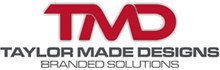 TMD
TAYLOR MADE DESIGNS
BRANDED SOLUTIONS